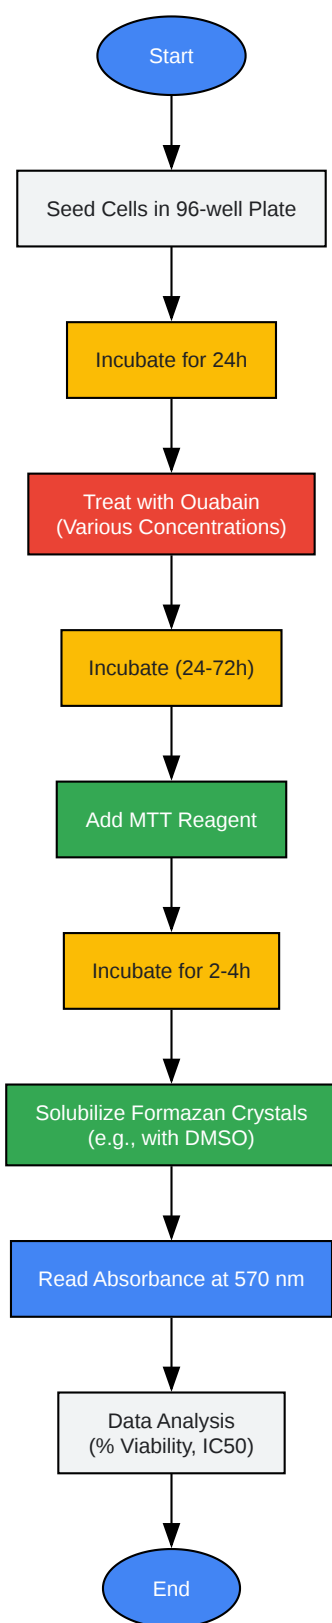 Start
Seed Cells in 96-well Plate
Incubate for 24h
Treat with Ouabain
(Various Concentrations)
Incubate (24-72h)
Add MTT Reagent
Incubate for 2-4h
Solubilize Formazan Crystals
(e.g., with DMSO)
Read Absorbance at 570 nm
Data Analysis
(% Viability, IC50)
End